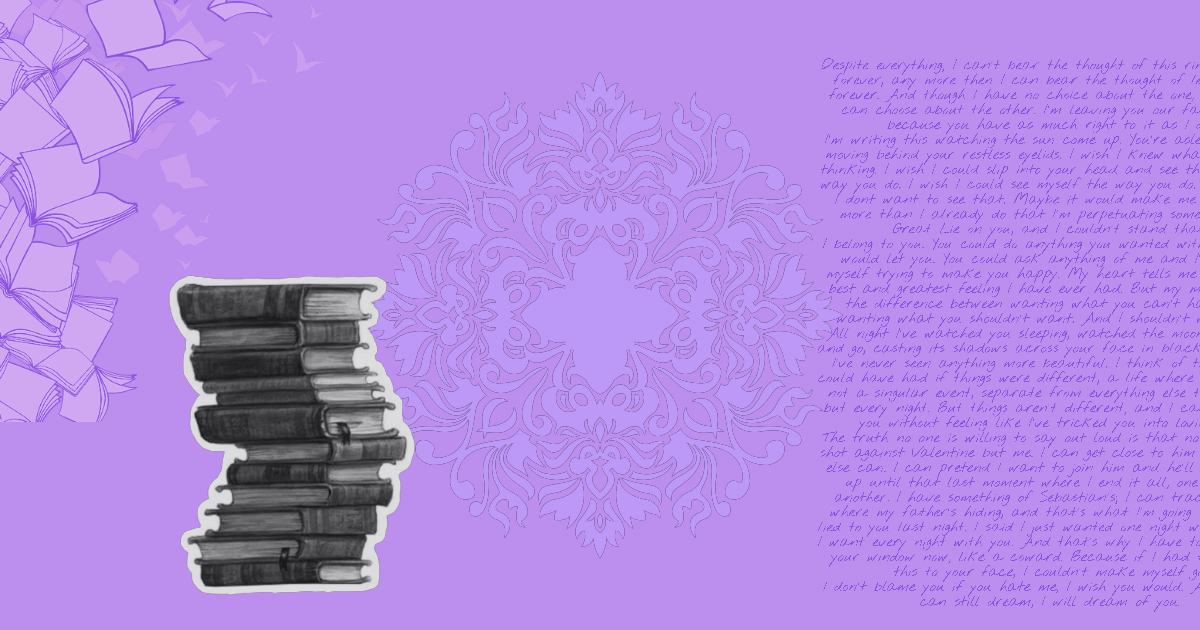 Despite everything, I can't bear the thought of this rin
forever, any more then I can bear the thought of
forever. And though I have no choice about the one,
can choose about the other. I'm leaving you our fa
because you have as much right to it as I
I'm writing this watching the sun come up. You're asle
moving behind your restless eyelids. I wish I knew wha
thinking. I wish I could slip into your head and see th
way you do. I wish I could see myself the way you do.
I dont want to see that. Maybe it would make me
more than I already do that I'm perpetuating some
Great Lie on you, and I couldn't stand that
I belong to you. You could do anything you wanted with
would let you. You could ask anything of me and I
myself trying to make you happy. My heart tells me
best and greatest feeling I have ever had. But my m
the difference between wanting what you can't h
wanting what you shouldn't want. And I shouldn't
All night I've watched you sleeping, watched the moon
and go, casting its shadows across your face in black
I've never seen anything more beautiful. I think of t
could have had if things were different, a life where
not a singular event, separate from everything else
but every night. But things aren't different, and I ca
you without feeling like I've tricked you into lovi
The truth no one is willing to say out loud is that no
shot against Valentine but me. I can get close to him
else can. I can pretend I want to join him and he'll
up until that last moment where I end it all, one
another. I have something of Sebastian's, I can trac
where my father's hiding, and that's what I'm going
lied to you last night. I said I just wanted one night w
I want every night with you. And that's why I have to
your window now, like a coward. Because if I had
this to your face, I couldn't make myself g
I don't blame you if you hate me, I wish you would. A
can still dream, I will dream of you